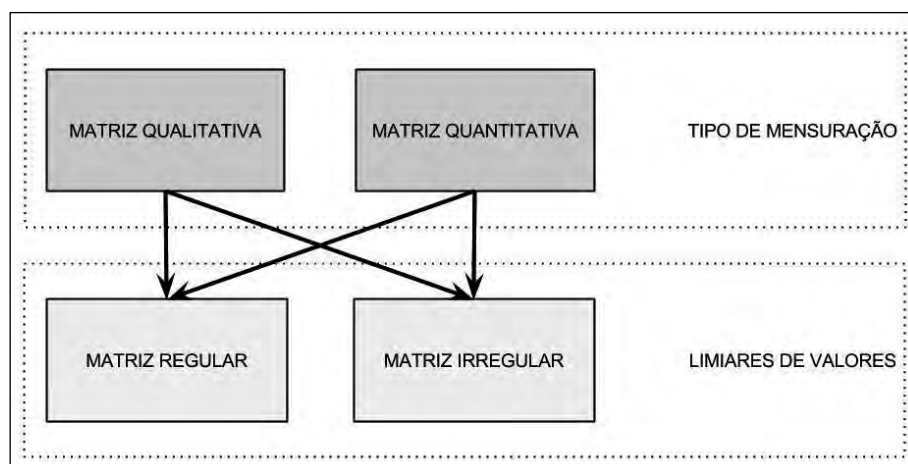 MATRIZ QUALITATIVA
MATRIZ QUANTITATIVA
TIPO DE MENSURAÇÃO
MATRIZ REGULAR
MATRIZ IRREGULAR
LIMIARES DE VALORES